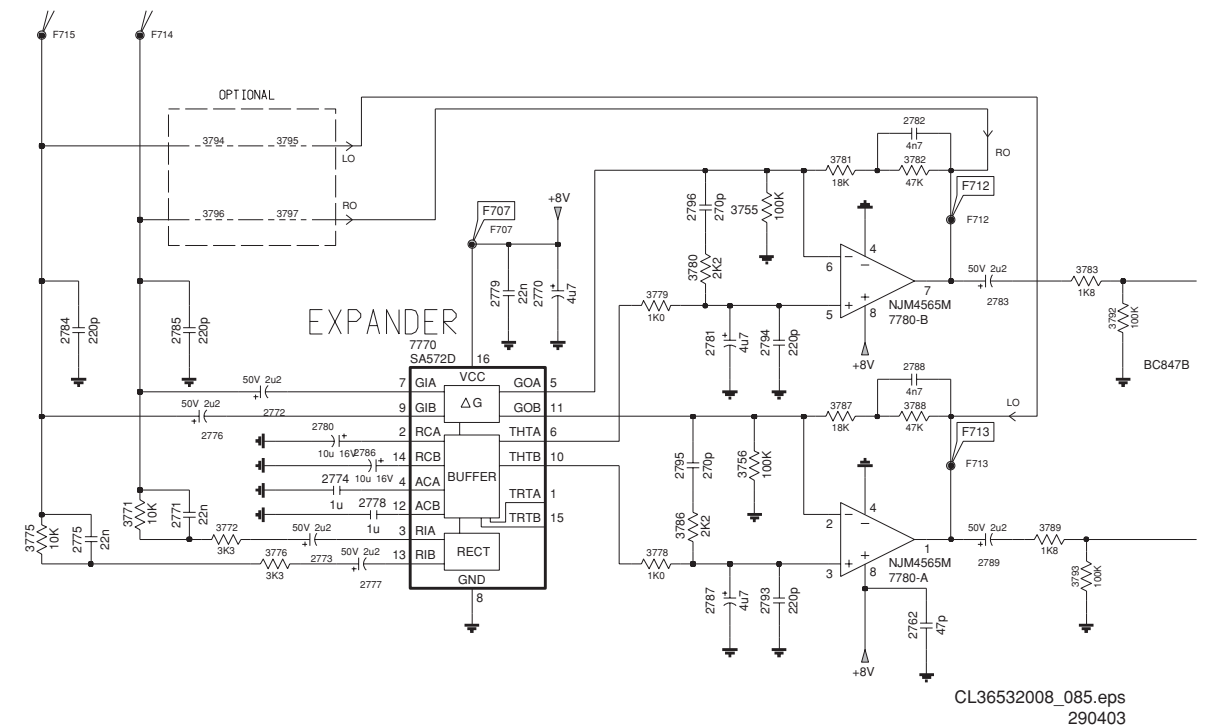 F715
F714
OPTIONAL
3794
3795
LO
3796
3797
RO
F707
F707
+8V
2779
22n
2770
4u7
EXPANDER
7770
SA572D
16
VCC
7
GIA
9
GIB
2
RCA
14
RCB
4
ACA
12
ACB
3
RIA
13
RIB
ΔG
BUFFER
RECT
GND
8
GOA
5
GOB
11
THTA
6
THTB
10
TRTA
1
TRTB
15
2784
220p
2785
220p
50V 2u2
2772
50V 2u2
2776
2780
10u 16V
2786
10u 16V
2774
1u
2778
1u
3771
10K
2771
22n
3772
3K3
50V 2u2
2773
3775
10K
2775
22n
3776
3K3
50V 2u2
2777
2782
4n7
3781
18K
3782
47K
RO
F712
F712
2796
270p
3755
100K
3780
2K2
3779
1K0
2781
4u7
2794
220p
4
6
5
7
8
NJM4565M
7780-B
+8V
50V 2u2
2783
3783
1K8
3792
100K
BC847B
2788
4n7
3787
18K
3788
47K
LO
F713
F713
2795
270p
3756
100K
3786
2K2
3778
1K0
2787
4u7
2793
220p
4
2
3
1
8
NJM4565M
7780-A
50V 2u2
2789
3789
1K8
3793
100K
2762
47p
+8V
CL36532008_085.eps
290403